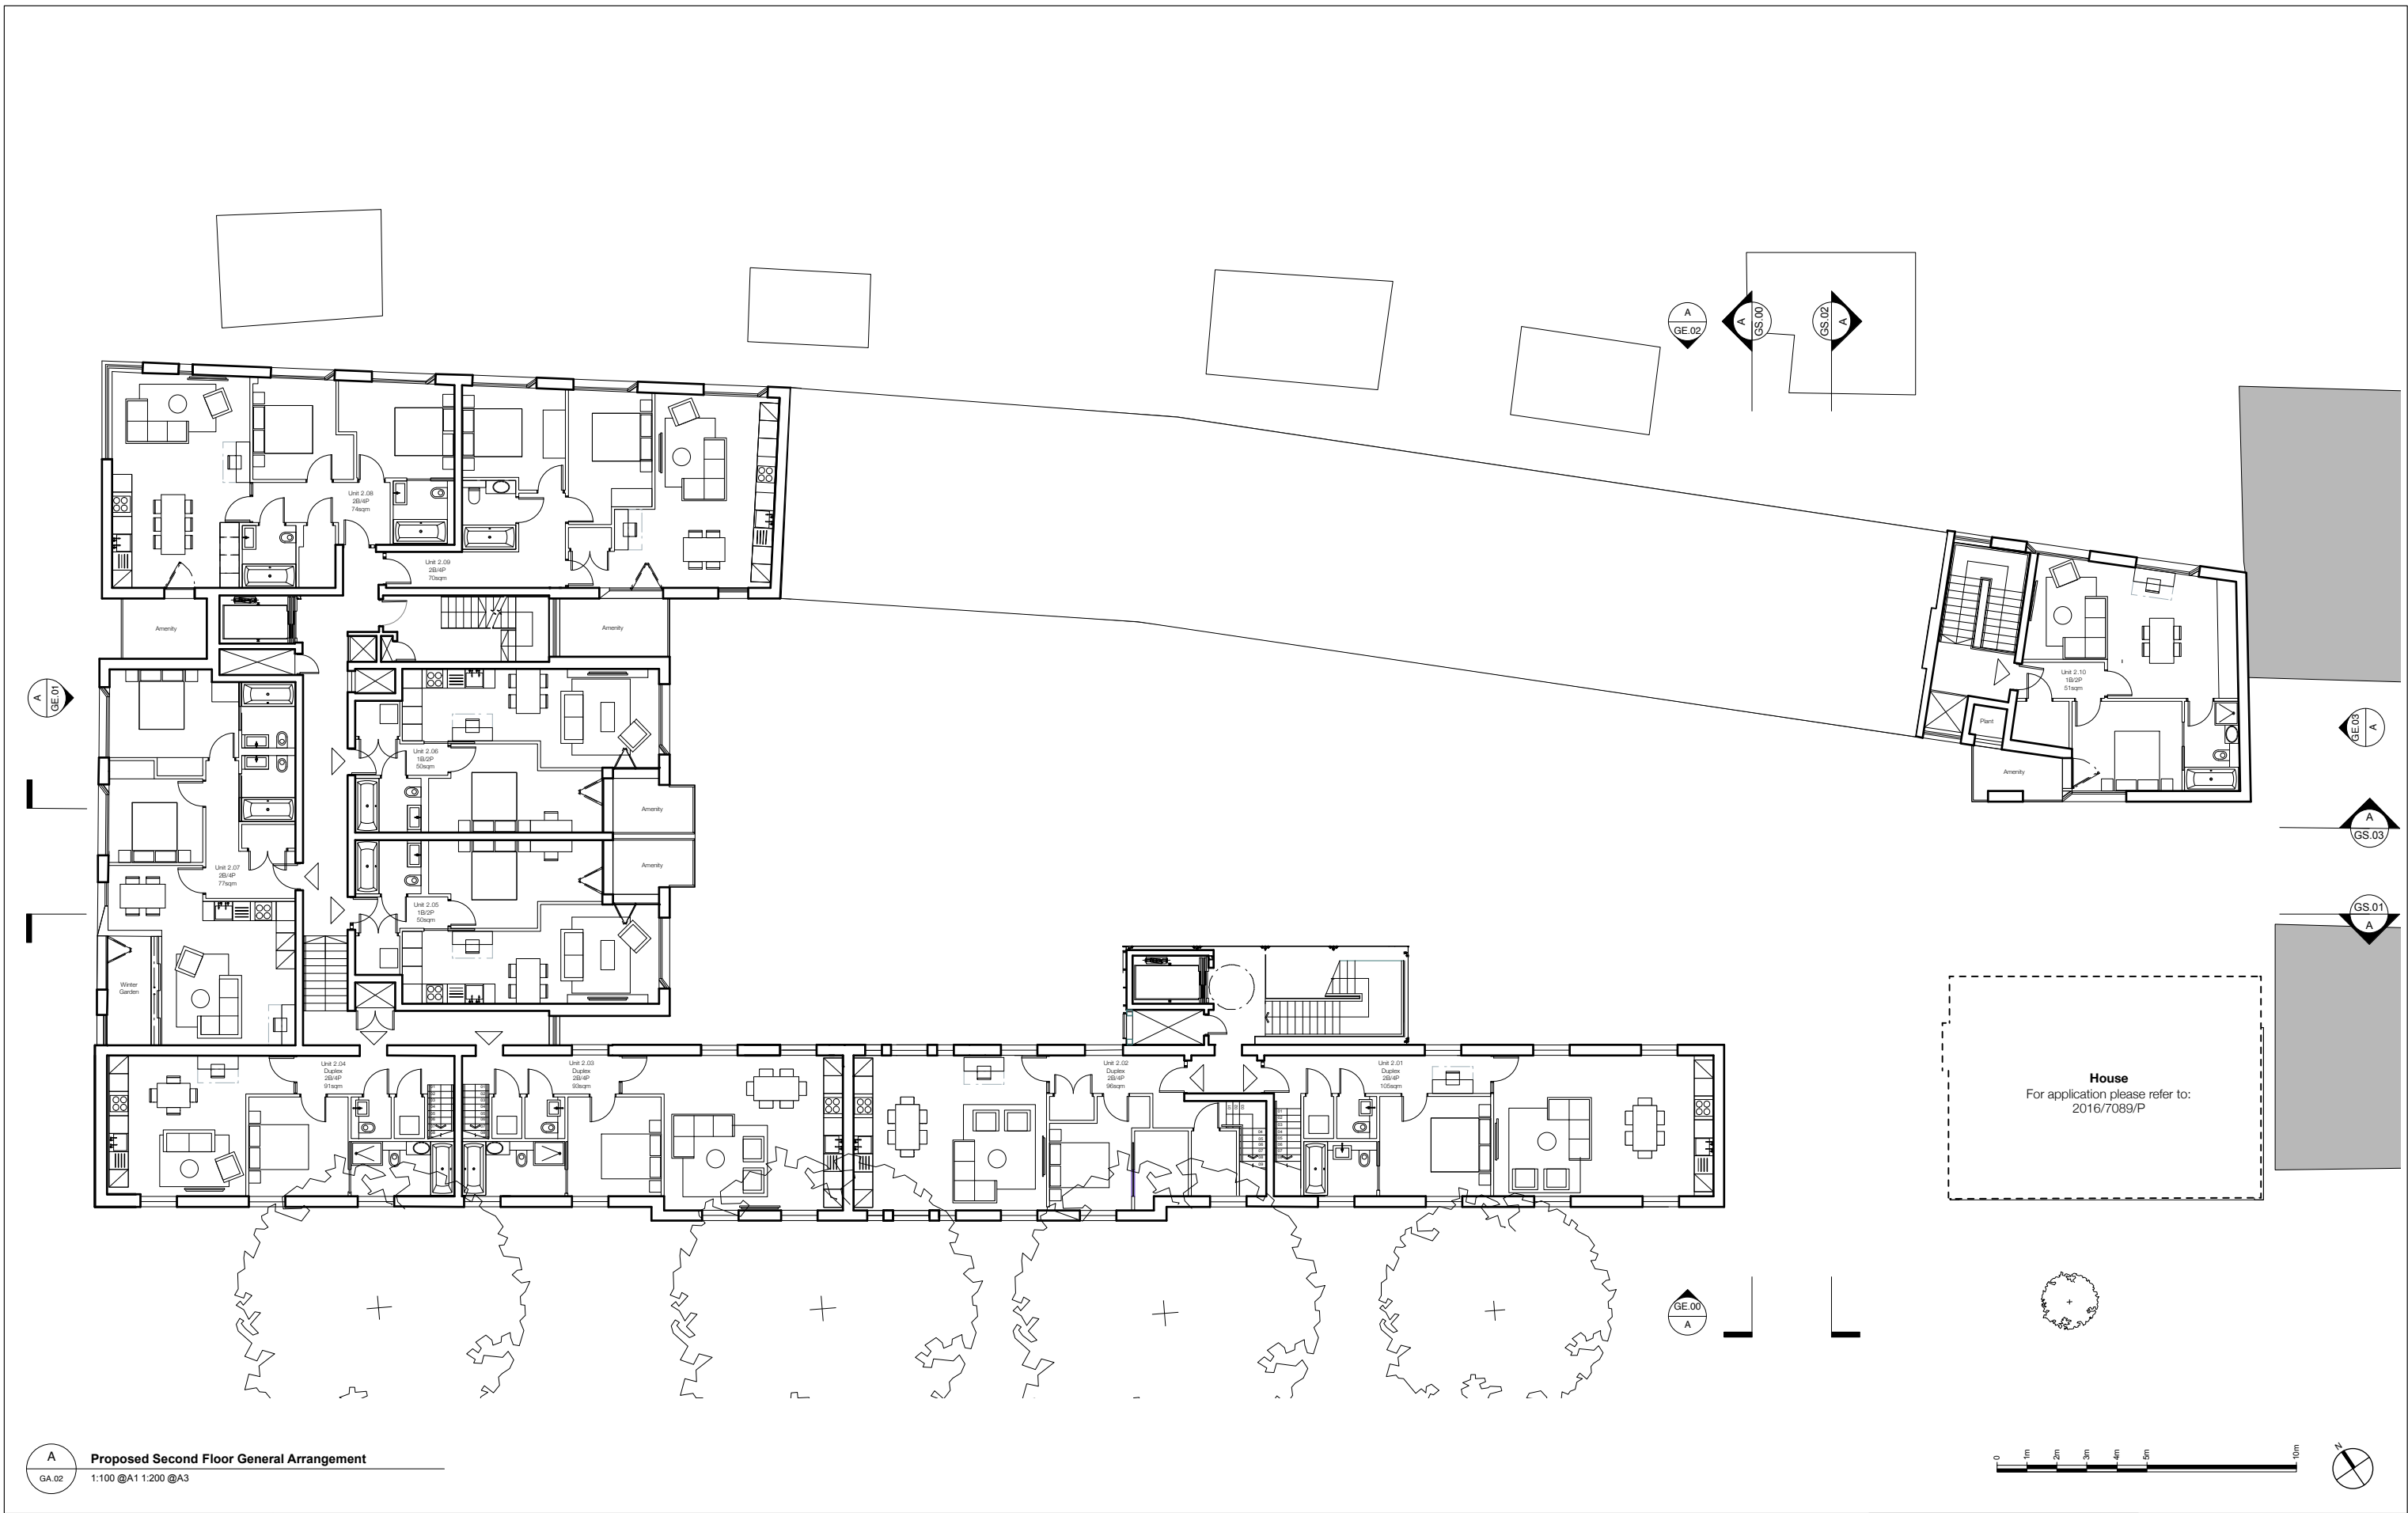 A
GE.02
A
GS.00
GS.02
A
Unit 2.08
2B/4P
74sqm
Unit 2.09
2B/4P
70sqm
Amenity
Amenity
A
GE.01
Unit 2.10
1B/2P
51sqm
Plant
Amenity
GE.03
A
Unit 2.06
1B/2P
50sqm
Amenity
A
GS.03
Unit 2.07
2B/4P
77sqm
Amenity
Unit 2.05
1B/2P
50sqm
GS.01
A
Winter
Garden
Unit 2.04
Duplex
2B/4P
91sqm
Unit 2.03
Duplex
2B/4P
93sqm
Unit 2.02
Duplex
2B/4P
96sqm
Unit 2.01
Duplex
2B/4P
105sqm
House
For application please refer to:
2016/7089/P
GE.00
A
A
GA.02
Proposed Second Floor General Arrangement
1:100 @A1 1:200 @A3
0
1m
2m
3m
4m
5m
10m
N